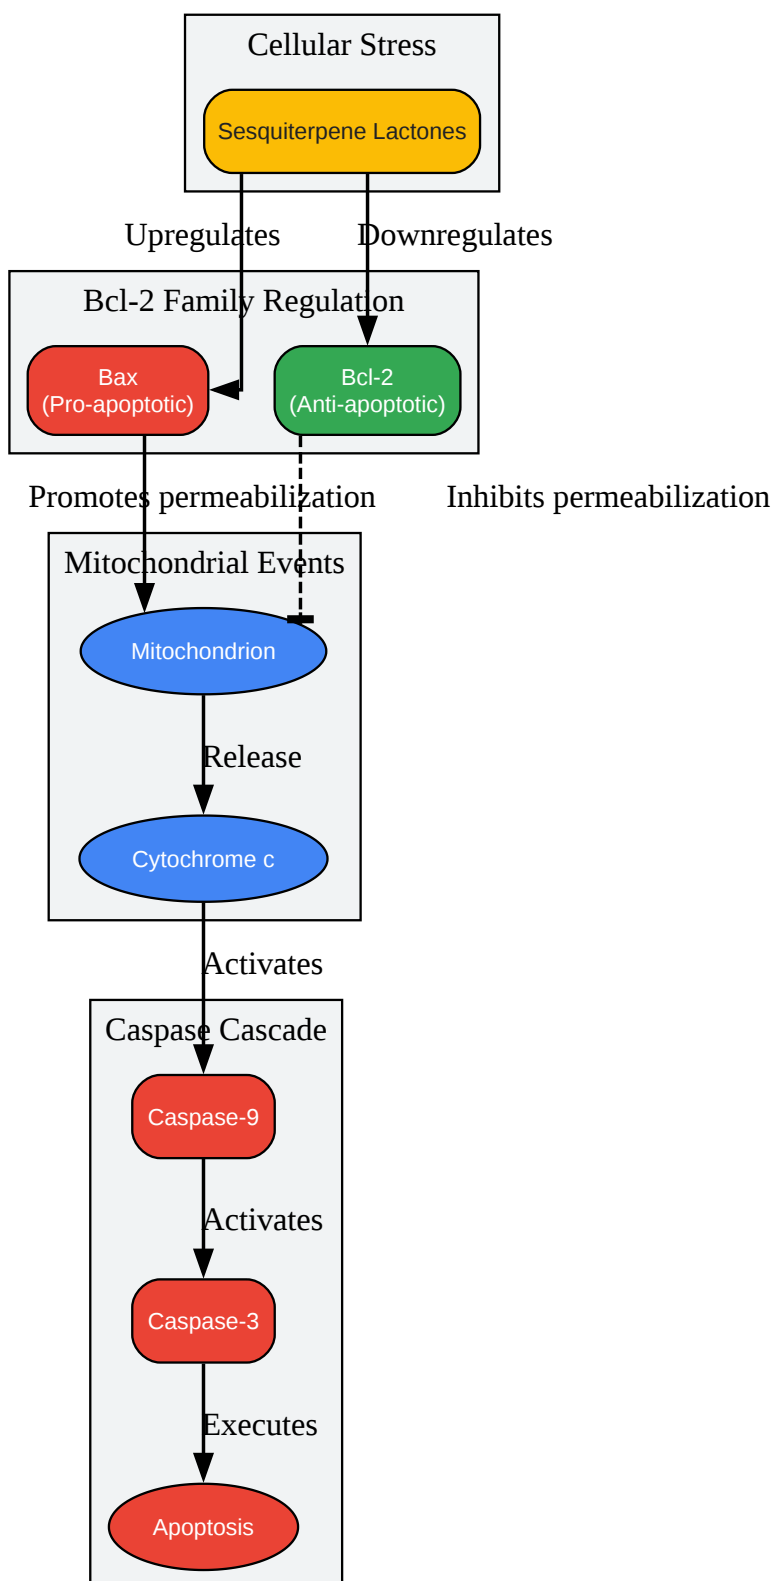 Cellular Stress
Sesquiterpene Lactones
Upregulates
Downregulates
Bcl-2 Family Regulation
Bax
(Pro-apoptotic)
Bcl-2
(Anti-apoptotic)
Promotes permeabilization
Inhibits permeabilization
Mitochondrial Events
Mitochondrion
Release
Cytochrome c
Activates
Caspase Cascade
Caspase-9
Activates
Caspase-3
Executes
Apoptosis